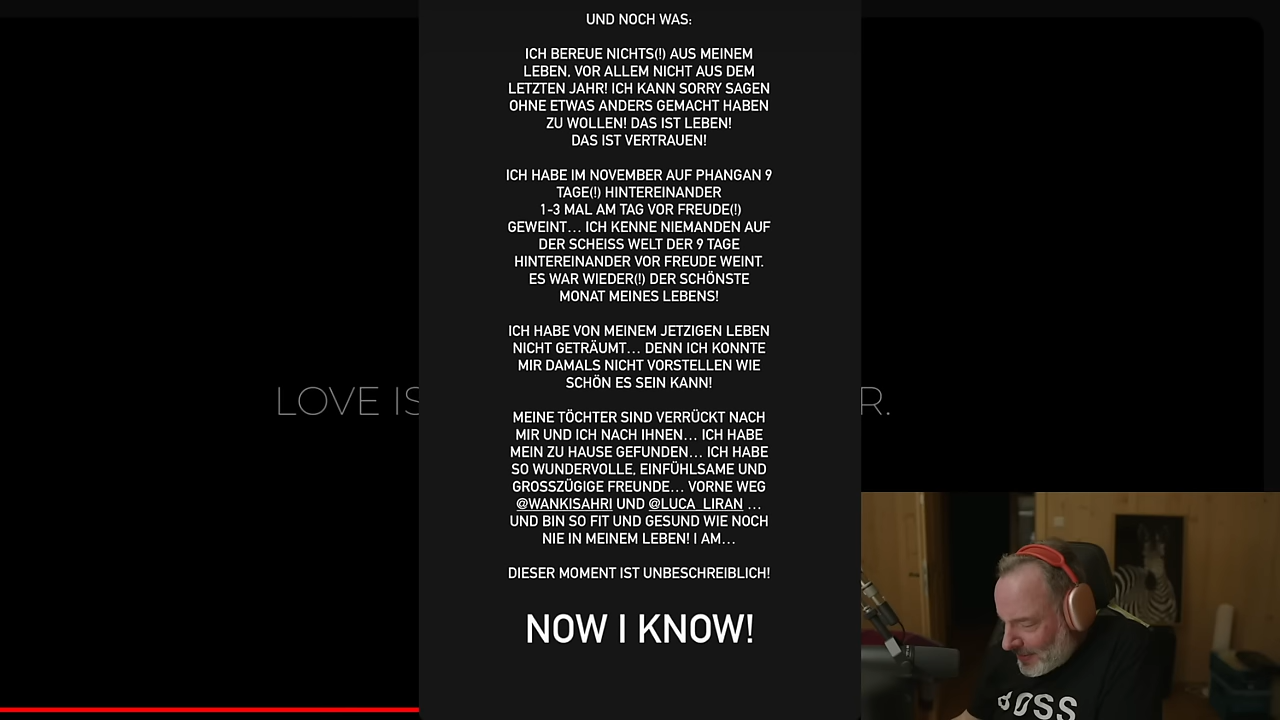 UND NOCH WAS:
ICH BEREUE NICHTS(!) AUS MEINEM
LEBEN, VOR ALLEM NICHT AUS DEM
LETZTEN JAHR! ICH KANN SORRY SAGEN
OHNE ETWAS ANDERS GEMACHT HABEN
ZU WOLLEN! DAS IST LEBEN!
DAS IST VERTRAUEN!
ICH HABE IM NOVEMBER AUF PHANGAN 9
TAGE(!) HINTEREINANDER
1-3 MAL AM TAG VOR FREUDE(!)
GEWEINT... ICH KENNE NIEMANDEN AUF
DER SCHEISS WELT DER 9 TAGE
HINTEREINANDER VOR FREUDE WEINT.
ES WAR WIEDER(!) DER SCHÖNSTE
MONAT MEINES LEBENS!
ICH HABE VON MEINEM JETZIGEN LEBEN
NICHT GETRÄUMT... DENN ICH KONNTE
MIR DAMALS NICHT VORSTELLEN WIE
SCHÖN ES SEIN KANN!
MEINE TÖCHTER SIND VERRÜCKT NACH
MIR UND ICH NACH IHNEN... ICH HABE
MEIN ZU HAUSE GEFUNDEN... ICH HABE
SO WUNDERVOLLE, EINFÜHLSAME UND
GROSSZÜGIGE FREUNDE... VORNE WEG
@WANKISAHRI UND @LUCA_LIRAN ...
UND BIN SO FIT UND GESUND WIE NOCH
NIE IN MEINEM LEBEN! I AM...
DIESER MOMENT IST UNBESCHREIBLICH!
NOW I KNOW!
LOVE IS
R.
BOSS